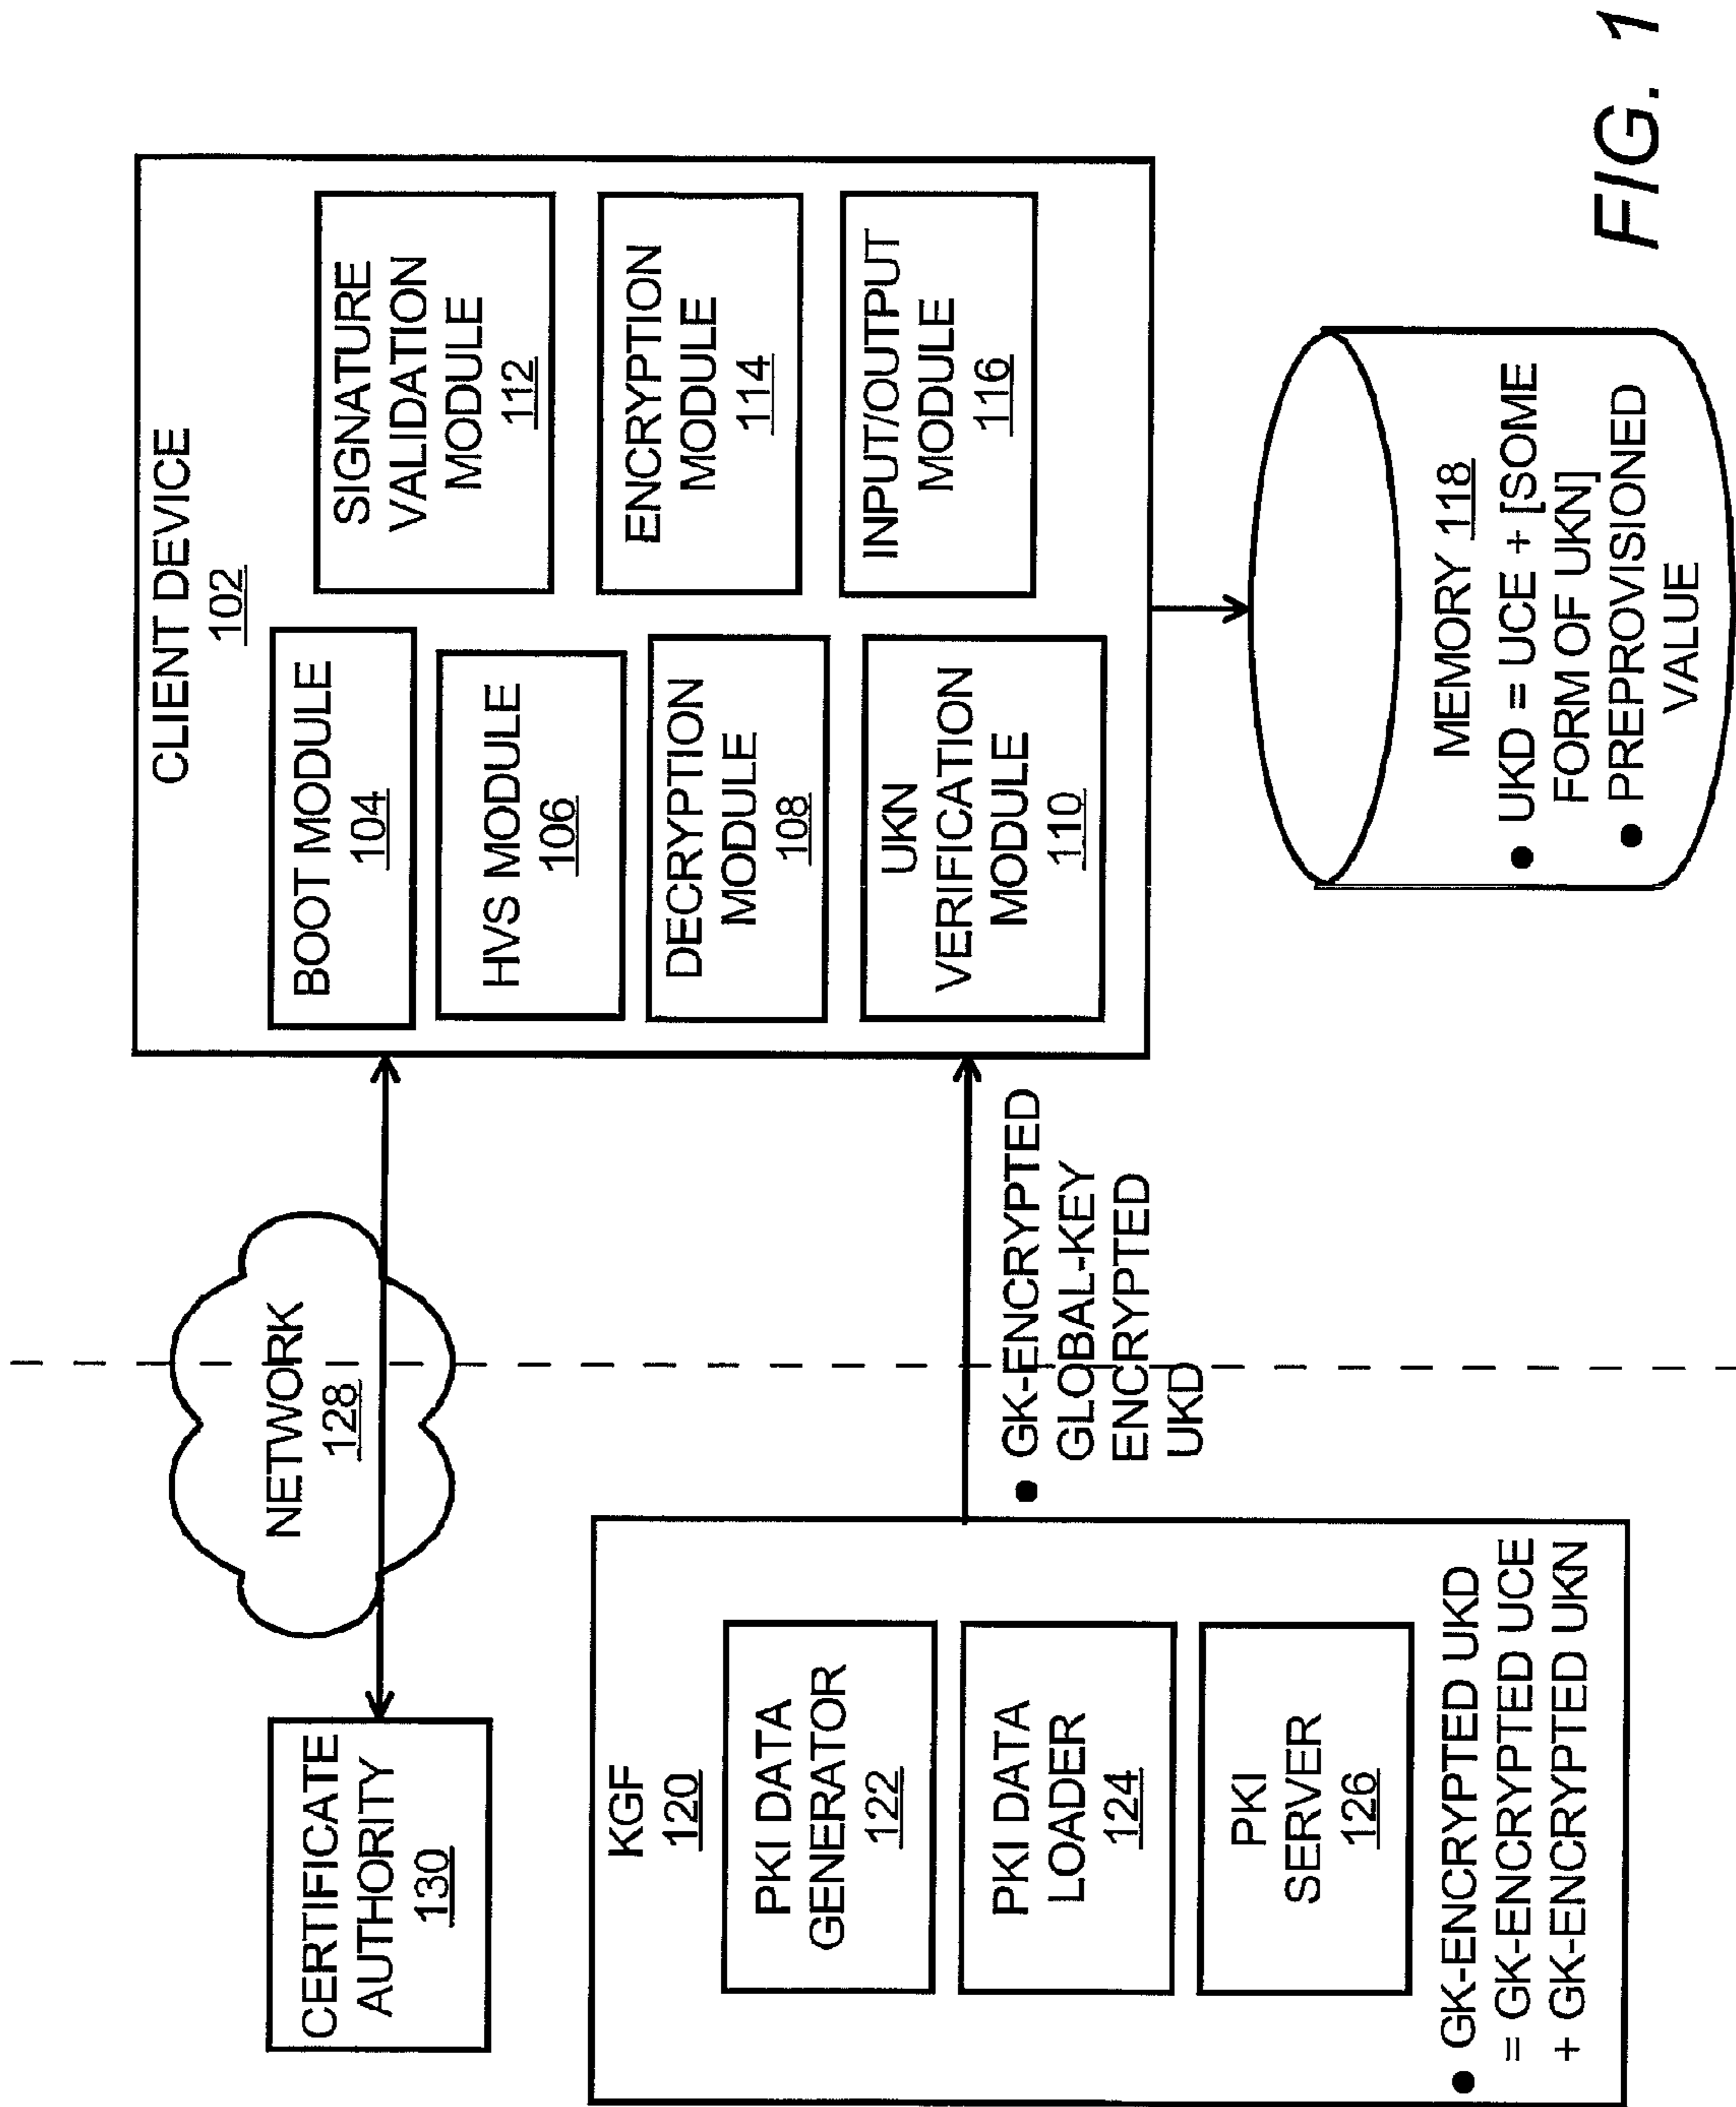 CERTIFICATE
AUTHORITY
130
NETWORK
128
CLIENT DEVICE
102
BOOT MODULE
104
HVS MODULE
106
DECRYPTION
MODULE
108
UKN
VERIFICATION
MODULE
110
SIGNATURE
VALIDATION
MODULE
112
ENCRYPTION
MODULE
114
INPUT/OUTPUT
MODULE
116
KGF
120
PKI DATA
GENERATOR
122
PKI DATA
LOADER
124
PKI
SERVER
126
● GK-ENCRYPTED UKD
= GK-ENCRYPTED UCE
+ GK-ENCRYPTED UKN
● GK-ENCRYPTED
GLOBAL-KEY
ENCRYPTED
UKD
MEMORY 118
● UKD = UCE + [SOME
FORM OF UKN]
● PREPROVISIONED
VALUE
FIG. 1